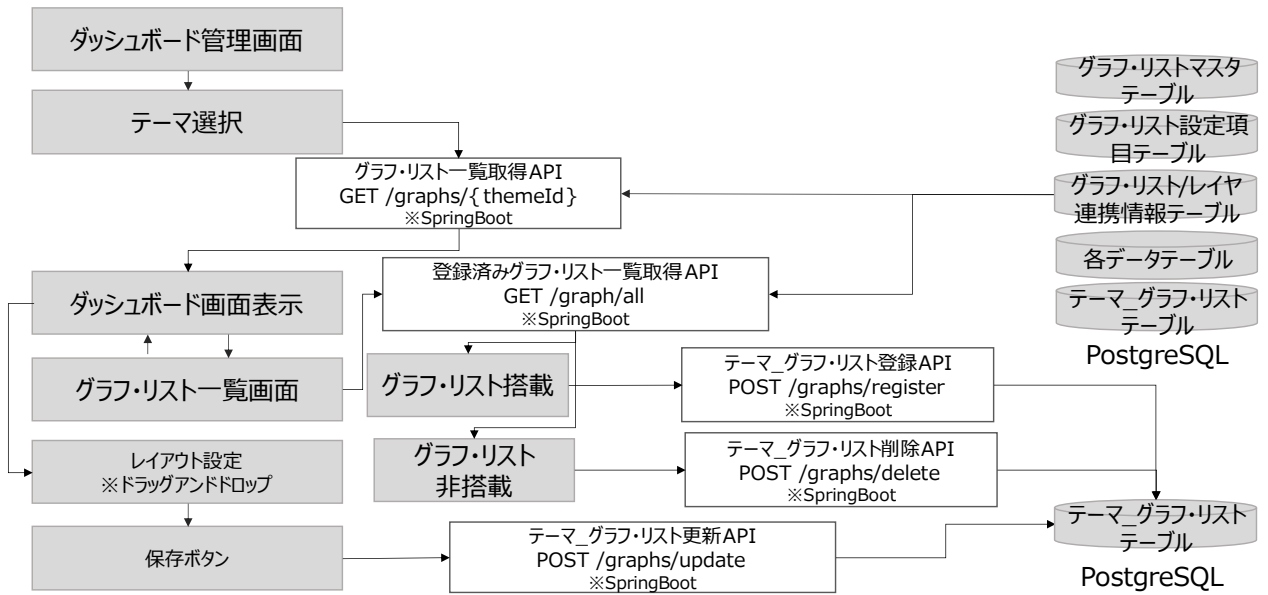 ダッシュボード管理画面
テーマ選択
グラフ・リスト一覧取得API
GET /graphs/{themeId}
※SpringBoot
グラフ・リストマスタ
テーブル
グラフ・リスト設定項
目テーブル
グラフ・リスト/レイヤ
連携情報テーブル
各データテーブル
テーマ_グラフ・リスト
テーブル
PostgreSQL
ダッシュボード画面表示
登録済みグラフ・リスト一覧取得API
GET /graph/all
※SpringBoot
グラフ・リスト一覧画面
グラフ・リスト搭載
テーマ_グラフ・リスト登録API
POST /graphs/register
※SpringBoot
レイアウト設定
※ドラッグアンドドロップ
グラフ・リスト
非搭載
テーマ_グラフ・リスト削除API
POST /graphs/delete
※SpringBoot
保存ボタン
テーマ_グラフ・リスト更新API
POST /graphs/update
※SpringBoot
テーマ_グラフ・リスト
テーブル
PostgreSQL